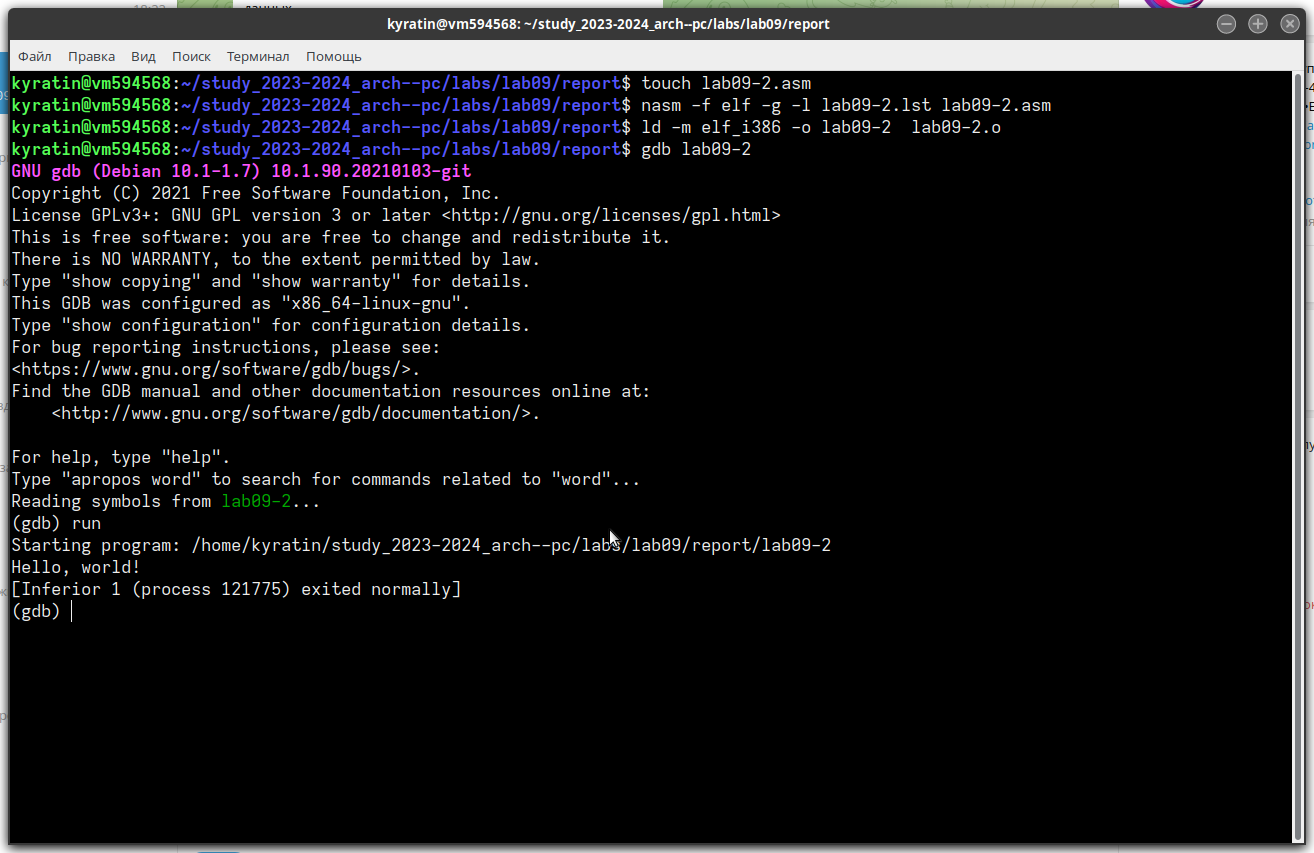 данных
kyratin@vm594568: ~/study_2023-2024_arch--pc/labs/lab09/report
Файл Правка Вид Поиск Терминал Помощь
kyratin@vm594568:~/study_2023-2024_arch--pc/labs/lab09/report$ touch lab09-2.asm
kyratin@vm594568:~/study_2023-2024_arch--pc/labs/lab09/report$ nasm -f elf -g -l lab09-2.lst lab09-2.asm
kyratin@vm594568:~/study_2023-2024_arch--pc/labs/lab09/report$ ld -m elf_i386 -o lab09-2  lab09-2.o
kyratin@vm594568:~/study_2023-2024_arch--pc/labs/lab09/report$ gdb lab09-2
GNU gdb (Debian 10.1-1.7) 10.1.90.20210103-git
Copyright (C) 2021 Free Software Foundation, Inc.
License GPLv3+: GNU GPL version 3 or later <http://gnu.org/licenses/gpl.html>
This is free software: you are free to change and redistribute it.
There is NO WARRANTY, to the extent permitted by law.
Type "show copying" and "show warranty" for details.
This GDB was configured as "x86_64-linux-gnu".
Type "show configuration" for configuration details.
For bug reporting instructions, please see:
<https://www.gnu.org/software/gdb/bugs/>.
Find the GDB manual and other documentation resources online at:
    <http://www.gnu.org/software/gdb/documentation/>.
For help, type "help".
Type "apropos word" to search for commands related to "word"...
Reading symbols from lab09-2...
(gdb) run
Starting program: /home/kyratin/study_2023-2024_arch--pc/labs/lab09/report/lab09-2
Hello, world!
[Inferior 1 (process 121775) exited normally]
(gdb)